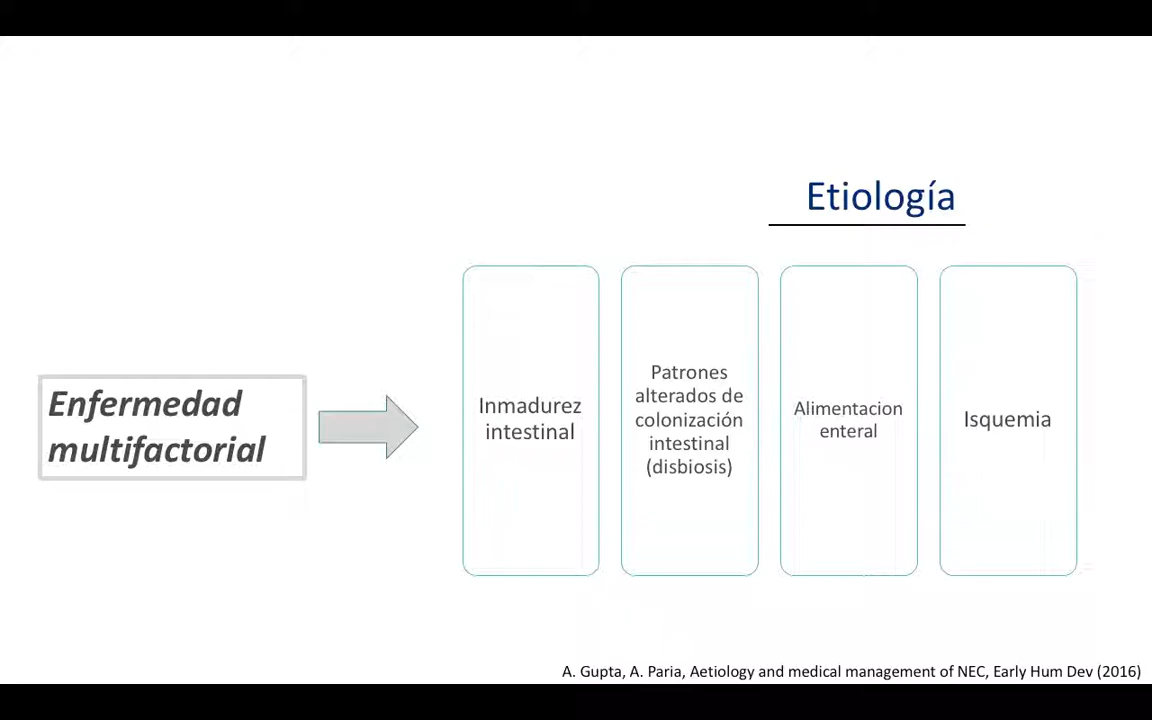 Etiología
Enfermedad
multifactorial
Inmadurez
intestinal
Patrones
alterados de
colonización
intestinal
(disbiosis)
Alimentacion
enteral
Isquemia
A. Gupta, A. Paria, Aetiology and medical management of NEC, Early Hum Dev (2016)